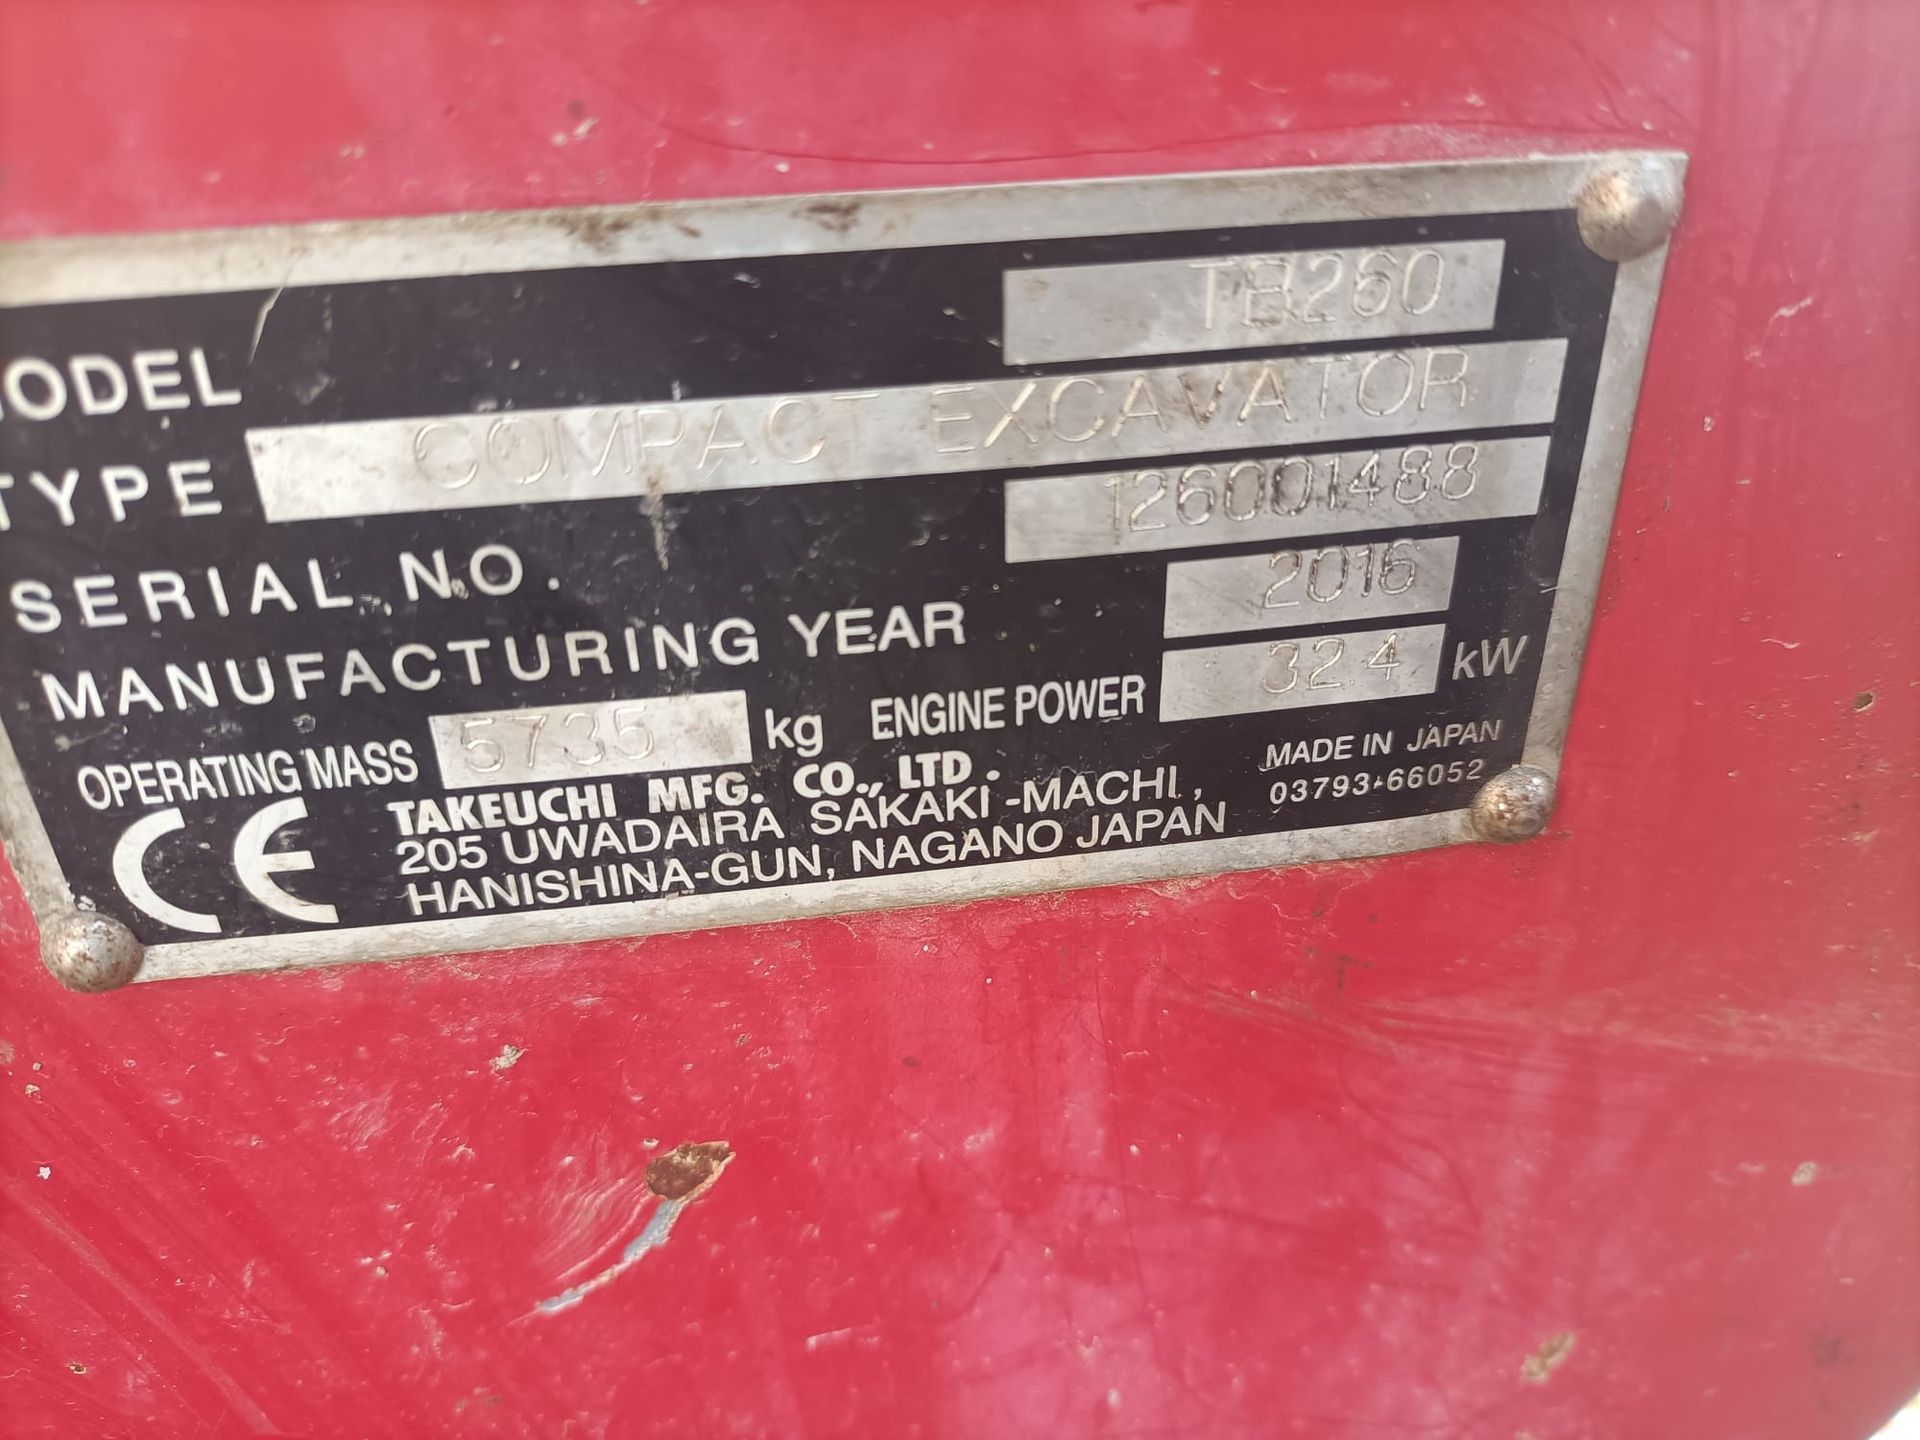 MODEL TB260
TYPE COMPACT EXCAVATOR
SERIAL NO. 126001488
MANUFACTURING YEAR 2016
OPERATING MASS 5735 kg ENGINE POWER 32.4 kW
CE
TAKEUCHI MFG. CO., LTD.
205 UWADAIRA SAKAKI-MACHI,
HANISHINA-GUN, NAGANO JAPAN
MADE IN JAPAN
03793-66052